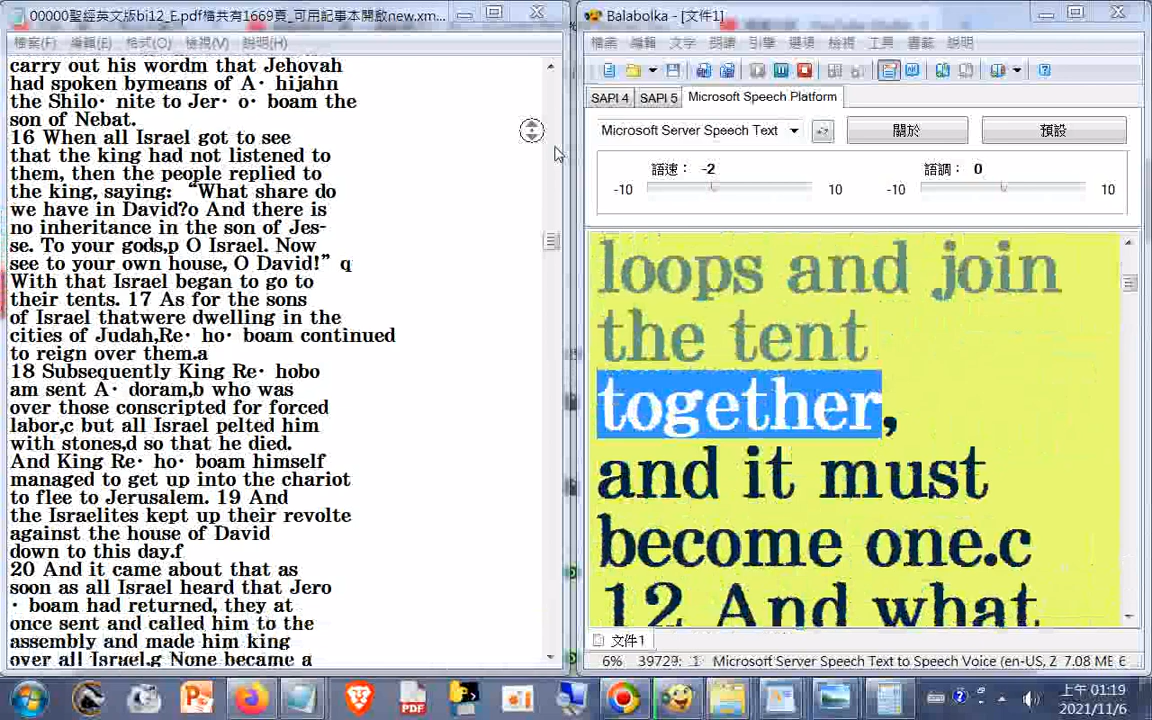 00000聖經英文版bi12_E.pdf檔共有1669頁_可用記事本開啟new.xm...
檔案(F) 編輯(E) 格式(O) 檢視(V) 說明(H)
carry out his wordm that Jehovah
had spoken bymeans of A· hijahn
the Shilo· nite to Jer· o· boam the
son of Nebat.
16 When all Israel got to see
that the king had not listened to
them, then the people replied to
the king, saying: “What share do
we have in David?o And there is
no inheritance in the son of Jes-
se. To your gods,p O Israel. Now
see to your own house, O David!” q
With that Israel began to go to
their tents. 17 As for the sons
of Israel thatwere dwelling in the
cities of Judah,Re· ho· boam continued
to reign over them.a
18 Subsequently King Re· hobo
am sent A· doram,b who was
over those conscripted for forced
labor,c but all Israel pelted him
with stones,d so that he died.
And King Re· ho· boam himself
managed to get up into the chariot
to flee to Jerusalem. 19 And
the Israelites kept up their revolte
against the house of David
down to this day.f
20 And it came about that as
soon as all Israel heard that Jero
· boam had returned, they at
once sent and called him to the
assembly and made him king
over all Israel.g None became a
Balabolka - [文件1]
檔案 編輯 文字 朗讀 引擎 選項 檢視 工具 書籤 說明
SAPI 4 SAPI 5 Microsoft Speech Platform
Microsoft Server Speech Text 關於 預設
語速： -2 語調： 0
-10 10 -10 10
loops and join
the tent
together,
and it must
become one.c
12 And what
文件1
6% 39729: 1 Microsoft Server Speech Text to Speech Voice (en-US, Z 7.08 MB 6
PDF
上午 01:19
2021/11/6